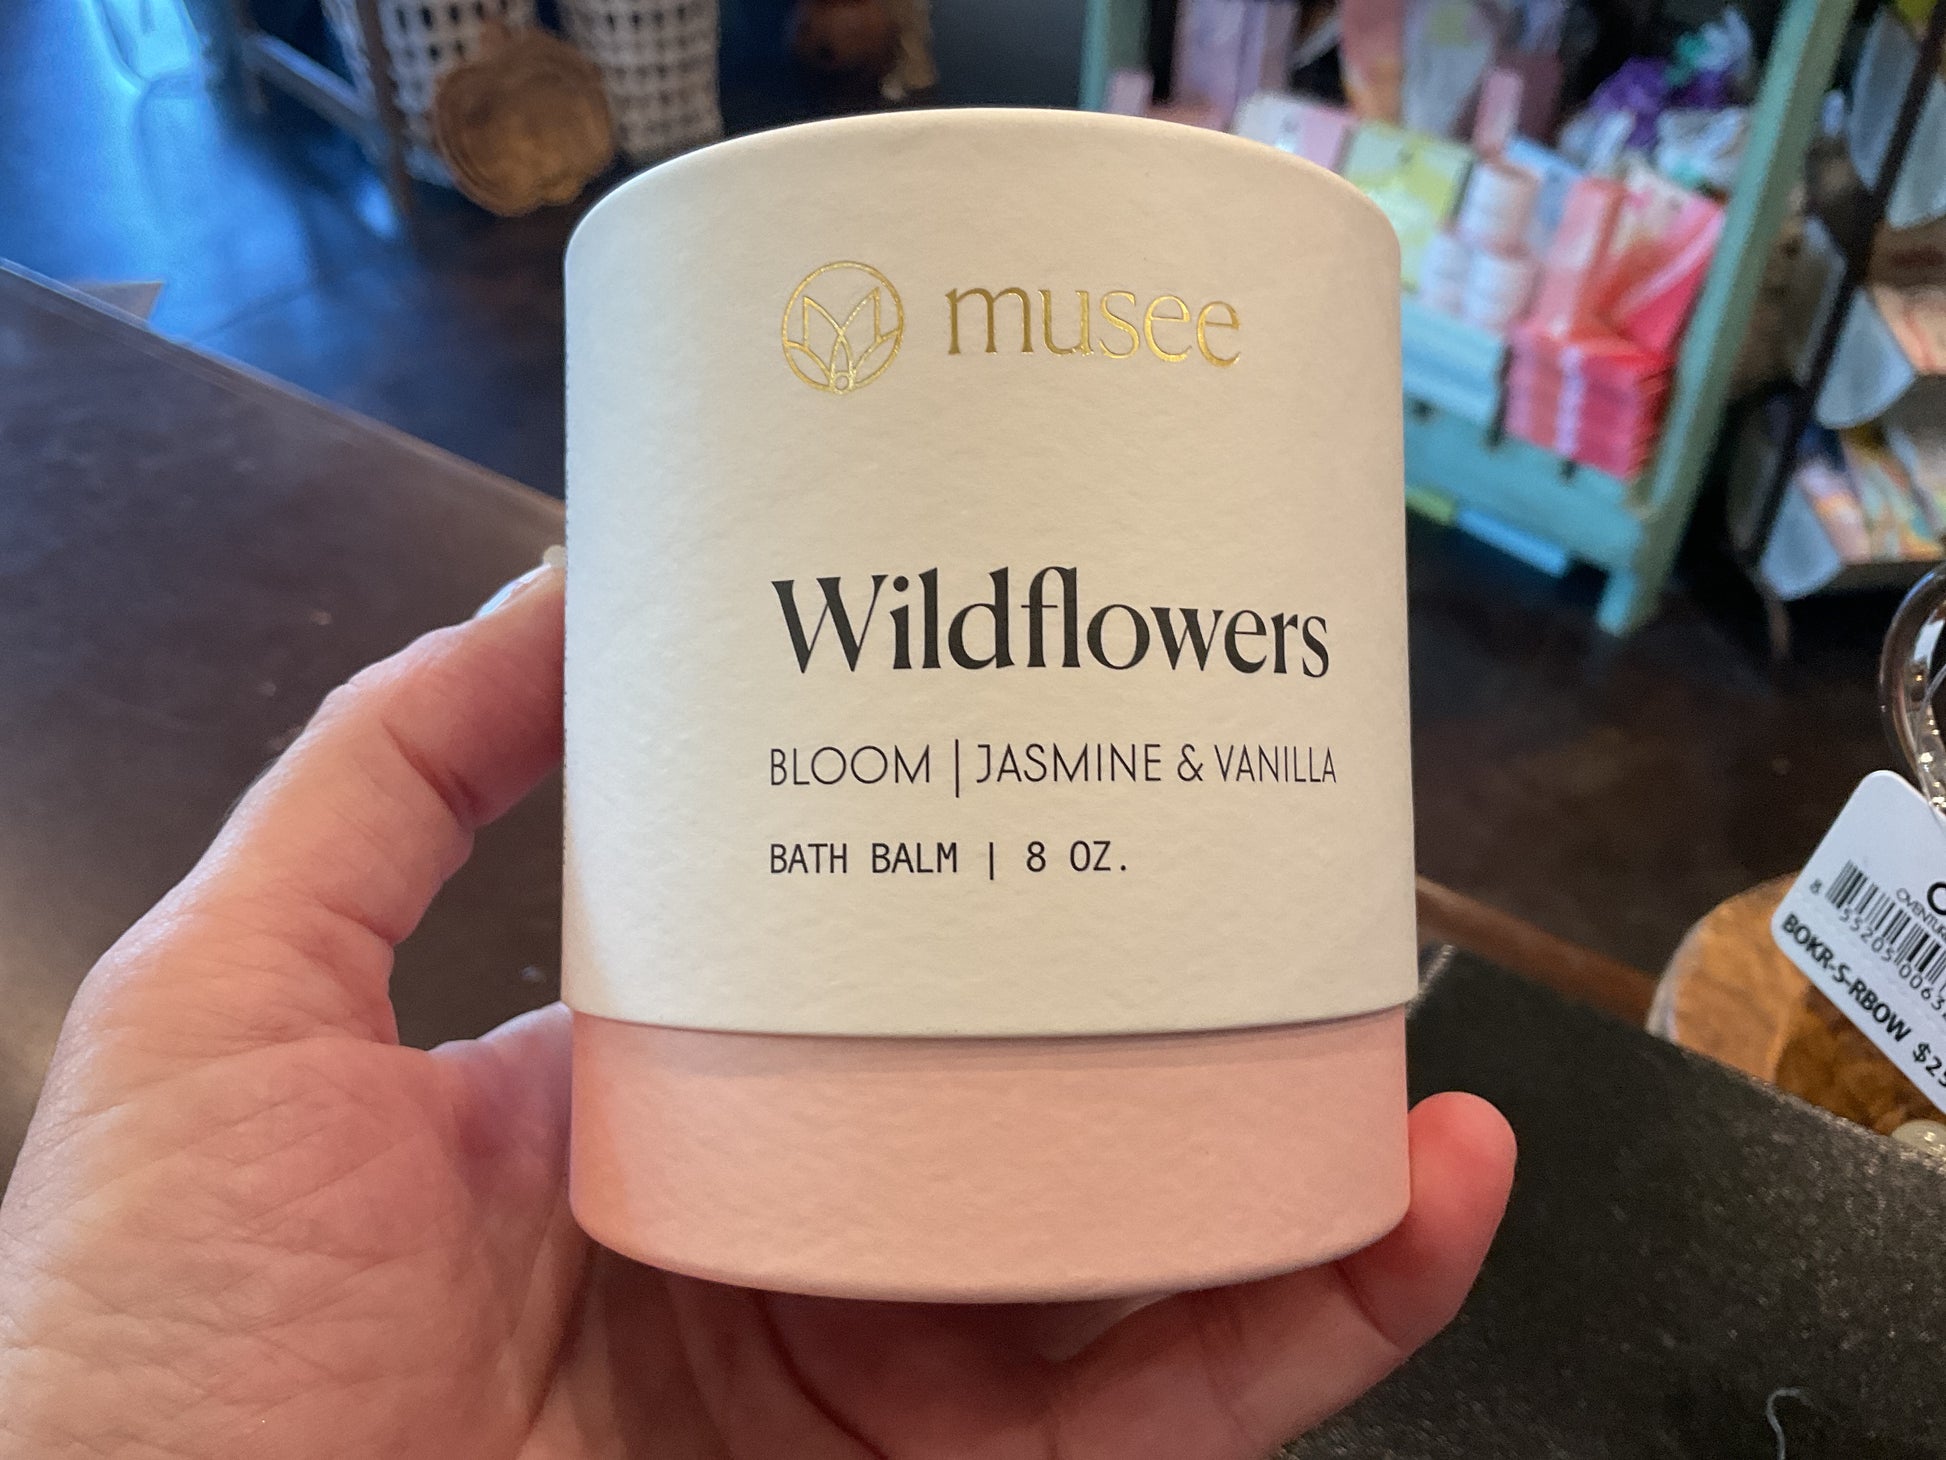 musee
Wildflowers
BLOOM | JASMINE & VANILLA
BATH BALM | 8 OZ.
BOKR-S-RBOW